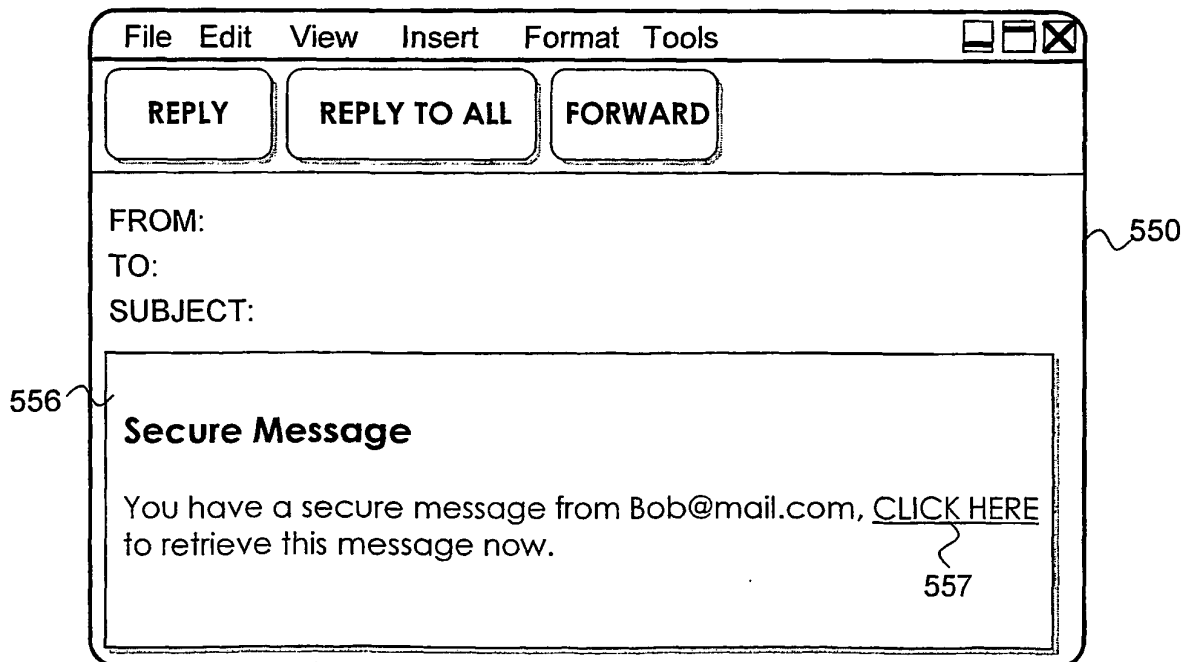 File Edit View Insert Format Tools
REPLY REPLY TO ALL FORWARD
FROM:
550
TO:
SUBJECT:
556
Secure Message
You have a secure message from Bob@mail.com, CLICK HERE
to retrieve this message now.
557